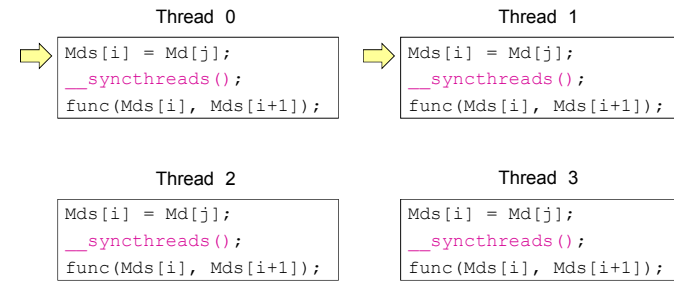 Thread 0
Mds[i] = Md[j];
__syncthreads();
func(Mds[i], Mds[i+1]);
Thread 1
Mds[i] = Md[j];
__syncthreads();
func(Mds[i], Mds[i+1]);
Thread 2
Mds[i] = Md[j];
__syncthreads();
func(Mds[i], Mds[i+1]);
Thread 3
Mds[i] = Md[j];
__syncthreads();
func(Mds[i], Mds[i+1]);